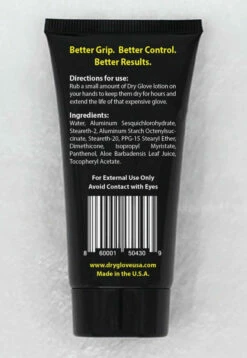 Better Grip. Better Control.
Better Results.
Directions for use:
Rub a small amount of Dry Glove lotion on
your hands to keep them dry for hours and
extend the life of that expensive glove.
Ingredients:
Water, Aluminum Sesquichlorohydrate,
Steareth-2, Aluminum Starch Octenylsuc-
cinate, Steareth-20, PPG-15 Stearyl Ether,
Dimethicone, Isopropyl Myristate,
Panthenol, Aloe Barbadensis Leaf Juice,
Tocopheryl Acetate.
For External Use Only
Avoid Contact with Eyes
8 60001 50430 9
www.drygloveusa.com
Made in the U.S.A.